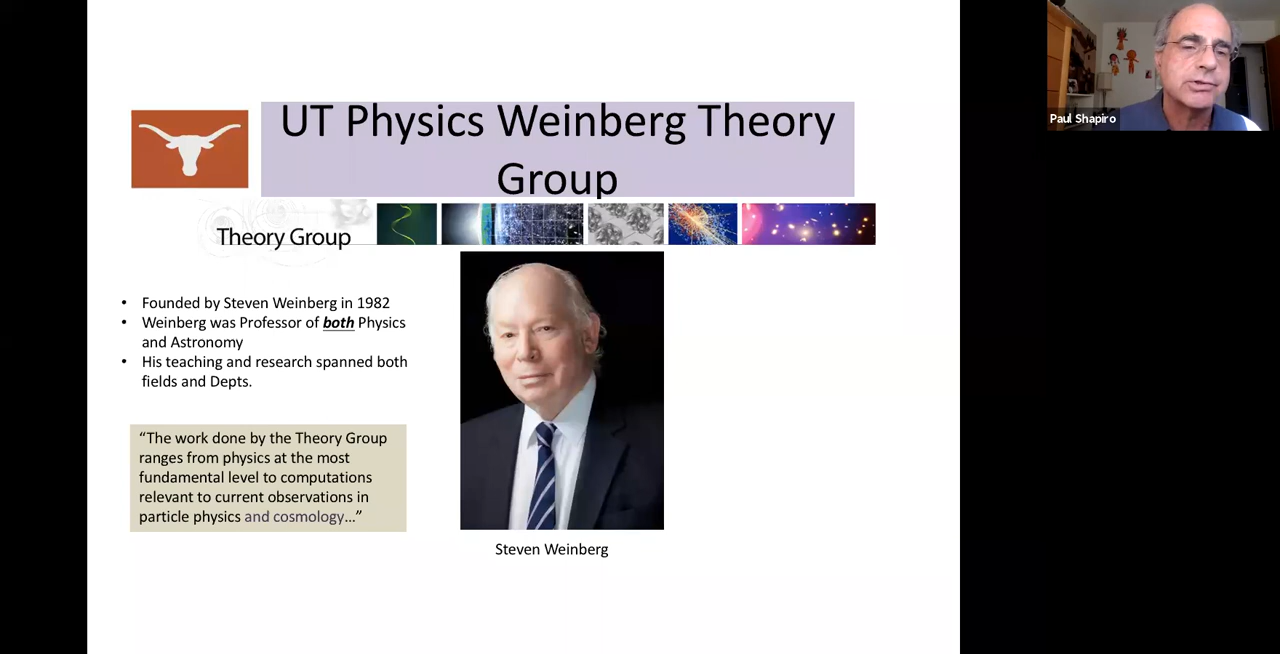 UT Physics Weinberg Theory
Group
Theory Group
• Founded by Steven Weinberg in 1982
• Weinberg was Professor of both Physics
and Astronomy
• His teaching and research spanned both
fields and Depts.
“The work done by the Theory Group
ranges from physics at the most
fundamental level to computations
relevant to current observations in
particle physics and cosmology…”
Steven Weinberg
Paul Shapiro